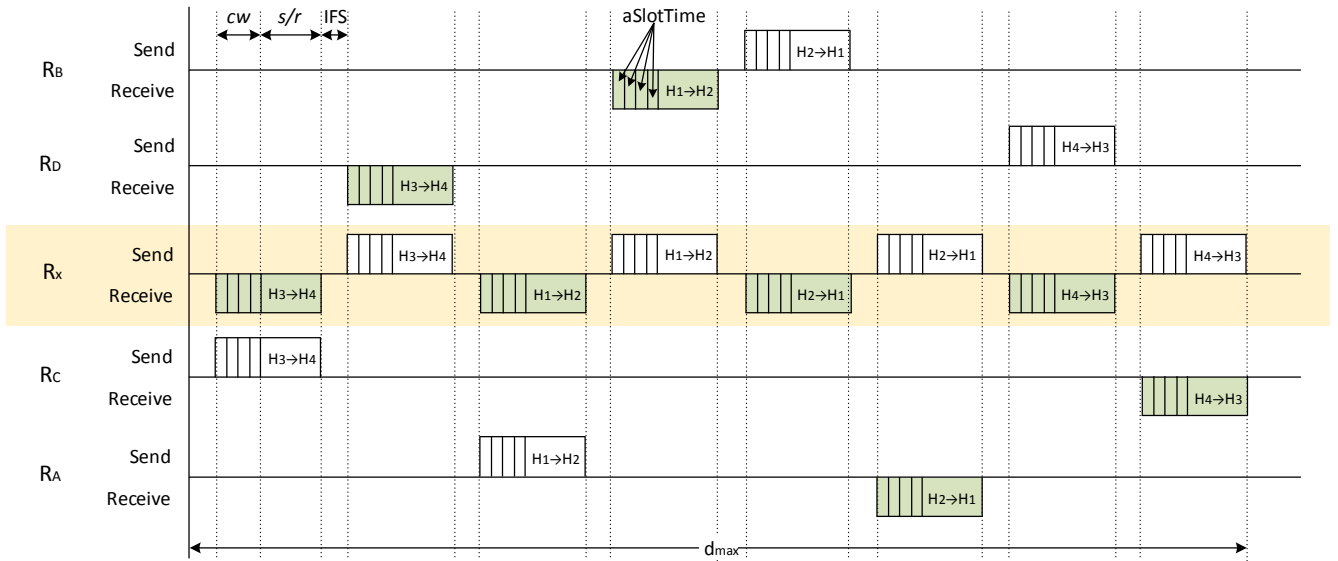 cw s/r IFS aSlotTime
Send H2→H1
RB
Receive H1→H2
Send H4→H3
RD
Receive H3→H4
Send H3→H4 H1→H2 H2→H1 H4→H3
Rx
Receive H3→H4 H1→H2 H2→H1 H4→H3
Send H3→H4
RC
Receive H4→H3
Send H1→H2
RA
Receive H2→H1
dmax